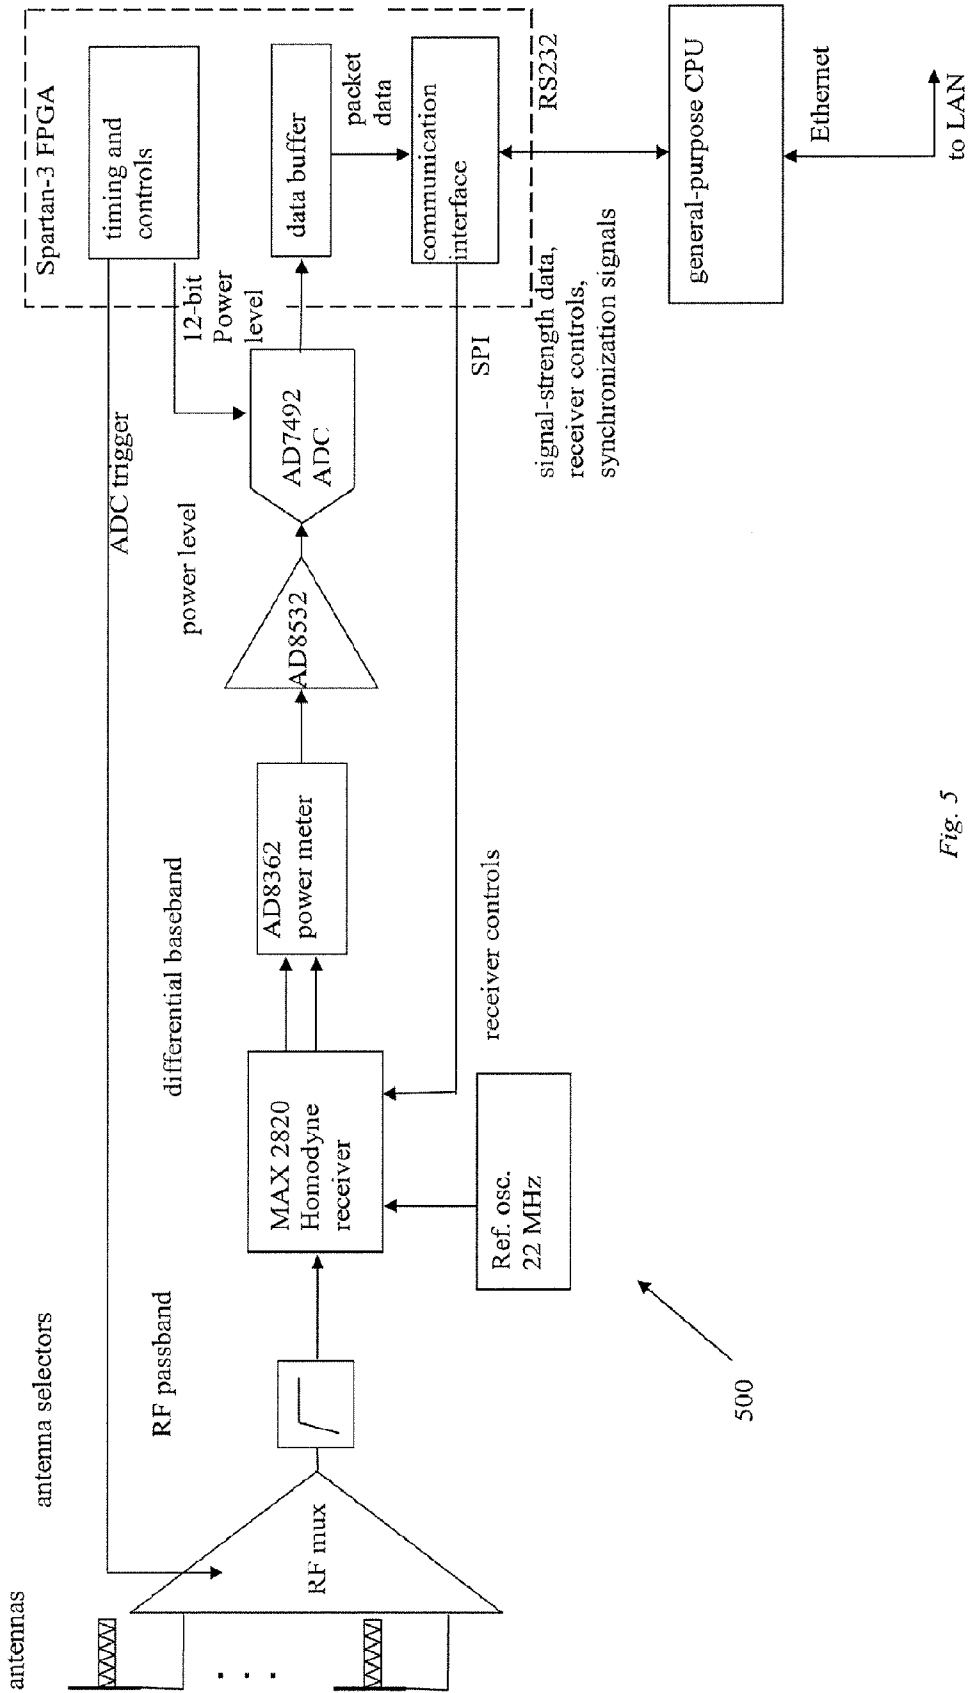 antennas
antenna selectors
RF mux
RF passband
MAX 2820
Homodyne
receiver
Ref. osc.
22 MHz
differential baseband
AD8362
power meter
receiver controls
AD8532
power level
AD7492
ADC
ADC trigger
12-bit
Power
level
SPI
Spartan-3 FPGA
timing and
controls
data buffer
packet
data
communication
interface
RS232
signal-strength data,
receiver controls,
synchronization signals
general-purpose CPU
Ethernet
to LAN
500
Fig. 5